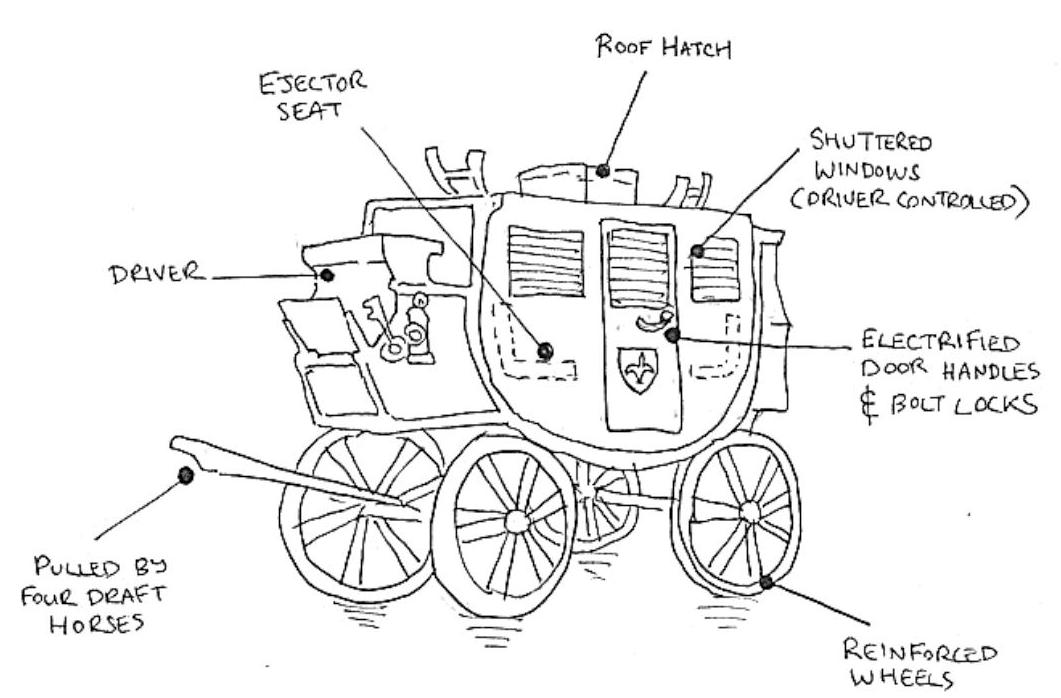 ROOF HATCH
EJECTOR
SEAT
SHUTTERED
WINDOWS
(DRIVER CONTROLLED)
DRIVER
ELECTRIFIED
DOOR HANDLES
& BOLT LOCKS
PULLED BY
FOUR DRAFT
HORSES
REINFORCED
WHEELS